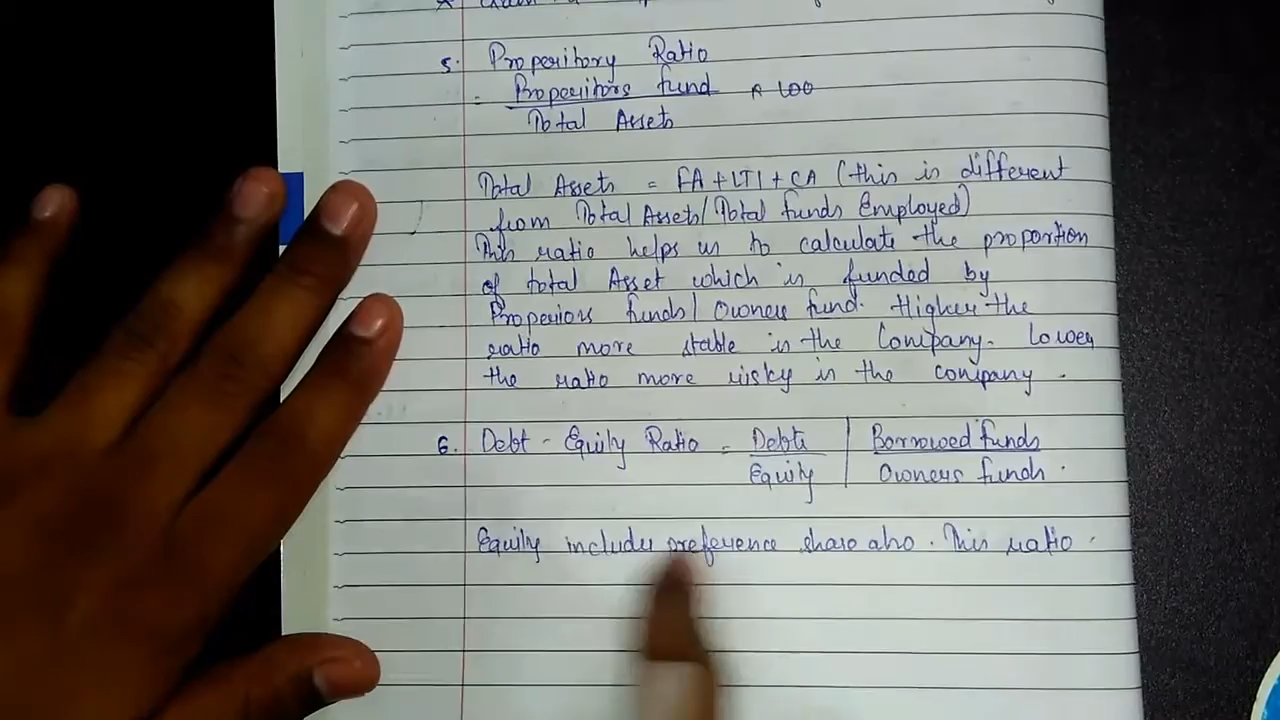 5. Properitory Ratio
= Properitors fund × 100
Total Assets
Total Assets = FA + LTI + CA (this is different
from Total Assets/Total funds Employed)
This ratio helps us to calculate the proportion
of total Asset which is funded by
Properiors funds/ Owners fund. Higher the
ratio more stable is the Company. Lower
the ratio more risky is the company.
6. Debt - Equity Ratio = Debts | Borrowed funds
Equity | Owners funds.
Equity includes preference share also. This ratio